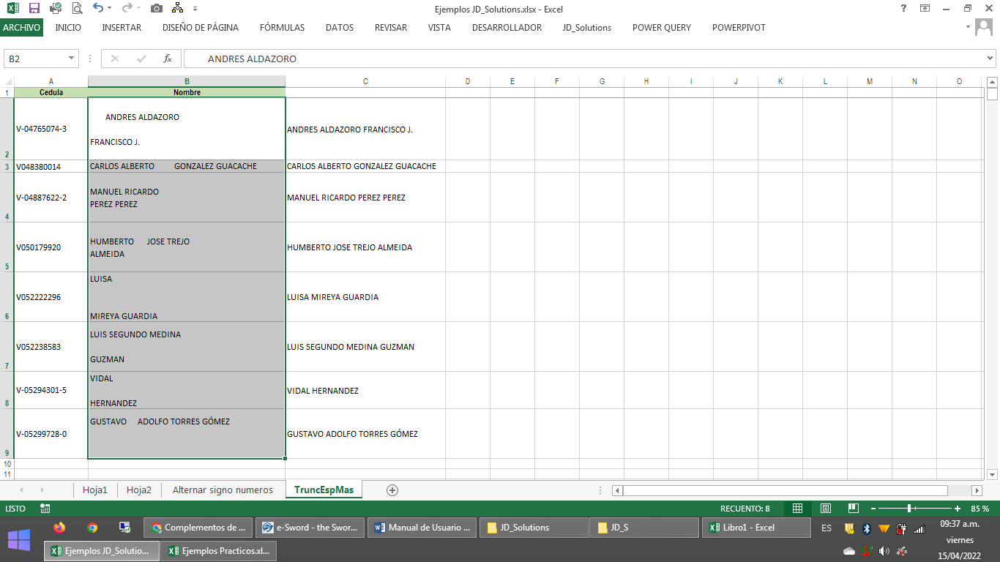 Ejemplos JD_Solutions.xlsx - Excel
ARCHIVO INICIO INSERTAR DISEÑO DE PÁGINA FÓRMULAS DATOS REVISAR VISTA DESARROLLADOR JD_Solutions POWER QUERY POWERPIVOT
B2 fx ANDRES ALDAZORO
A B C D E F G H I J K L M N O
1 Cedula Nombre
2 V-04765074-3 ANDRES ALDAZORO
FRANCISCO J.
ANDRES ALDAZORO FRANCISCO J.
3 V048380014 CARLOS ALBERTO GONZALEZ GUACACHE CARLOS ALBERTO GONZALEZ GUACACHE
4 V-04887622-2 MANUEL RICARDO
PEREZ PEREZ
MANUEL RICARDO PEREZ PEREZ
5 V050179920 HUMBERTO JOSE TREJO
ALMEIDA
HUMBERTO JOSE TREJO ALMEIDA
6 V052222296 LUISA
MIREYA GUARDIA
LUISA MIREYA GUARDIA
7 V052238583 LUIS SEGUNDO MEDINA
GUZMAN
LUIS SEGUNDO MEDINA GUZMAN
8 V-05294301-5 VIDAL
HERNANDEZ
VIDAL HERNANDEZ
9 V-05299728-0 GUSTAVO ADOLFO TORRES GÓMEZ
GUSTAVO ADOLFO TORRES GÓMEZ
10
11
Hoja1 Hoja2 Alternar signo numeros TruncEspMas
LISTO RECUENTO: 8 85 %
Complementos de ... e-Sword - the Swor... Manual de Usuario ... JD_Solutions JD_S Libro1 - Excel ES 09:37 a.m.
viernes
Ejemplos JD_Solutio... Ejemplos Practicos.xl... 15/04/2022